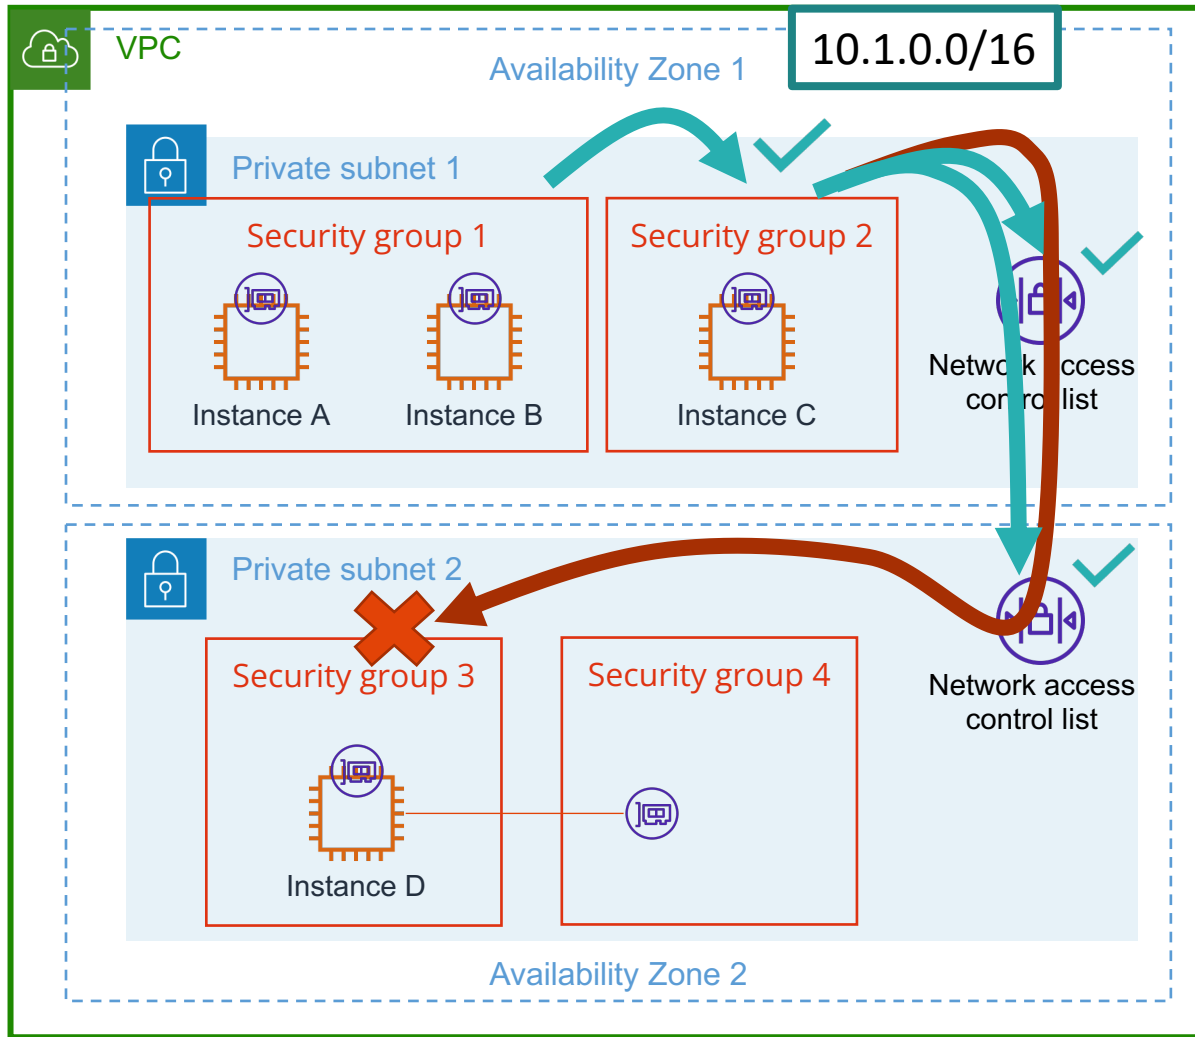 VPC
10.1.0.0/16
Availability Zone 1
Private subnet 1
Security group 1
Security group 2
Instance A
Instance B
Instance C
Network access
control list
Private subnet 2
Security group 3
Security group 4
Network access
control list
Instance D
Availability Zone 2